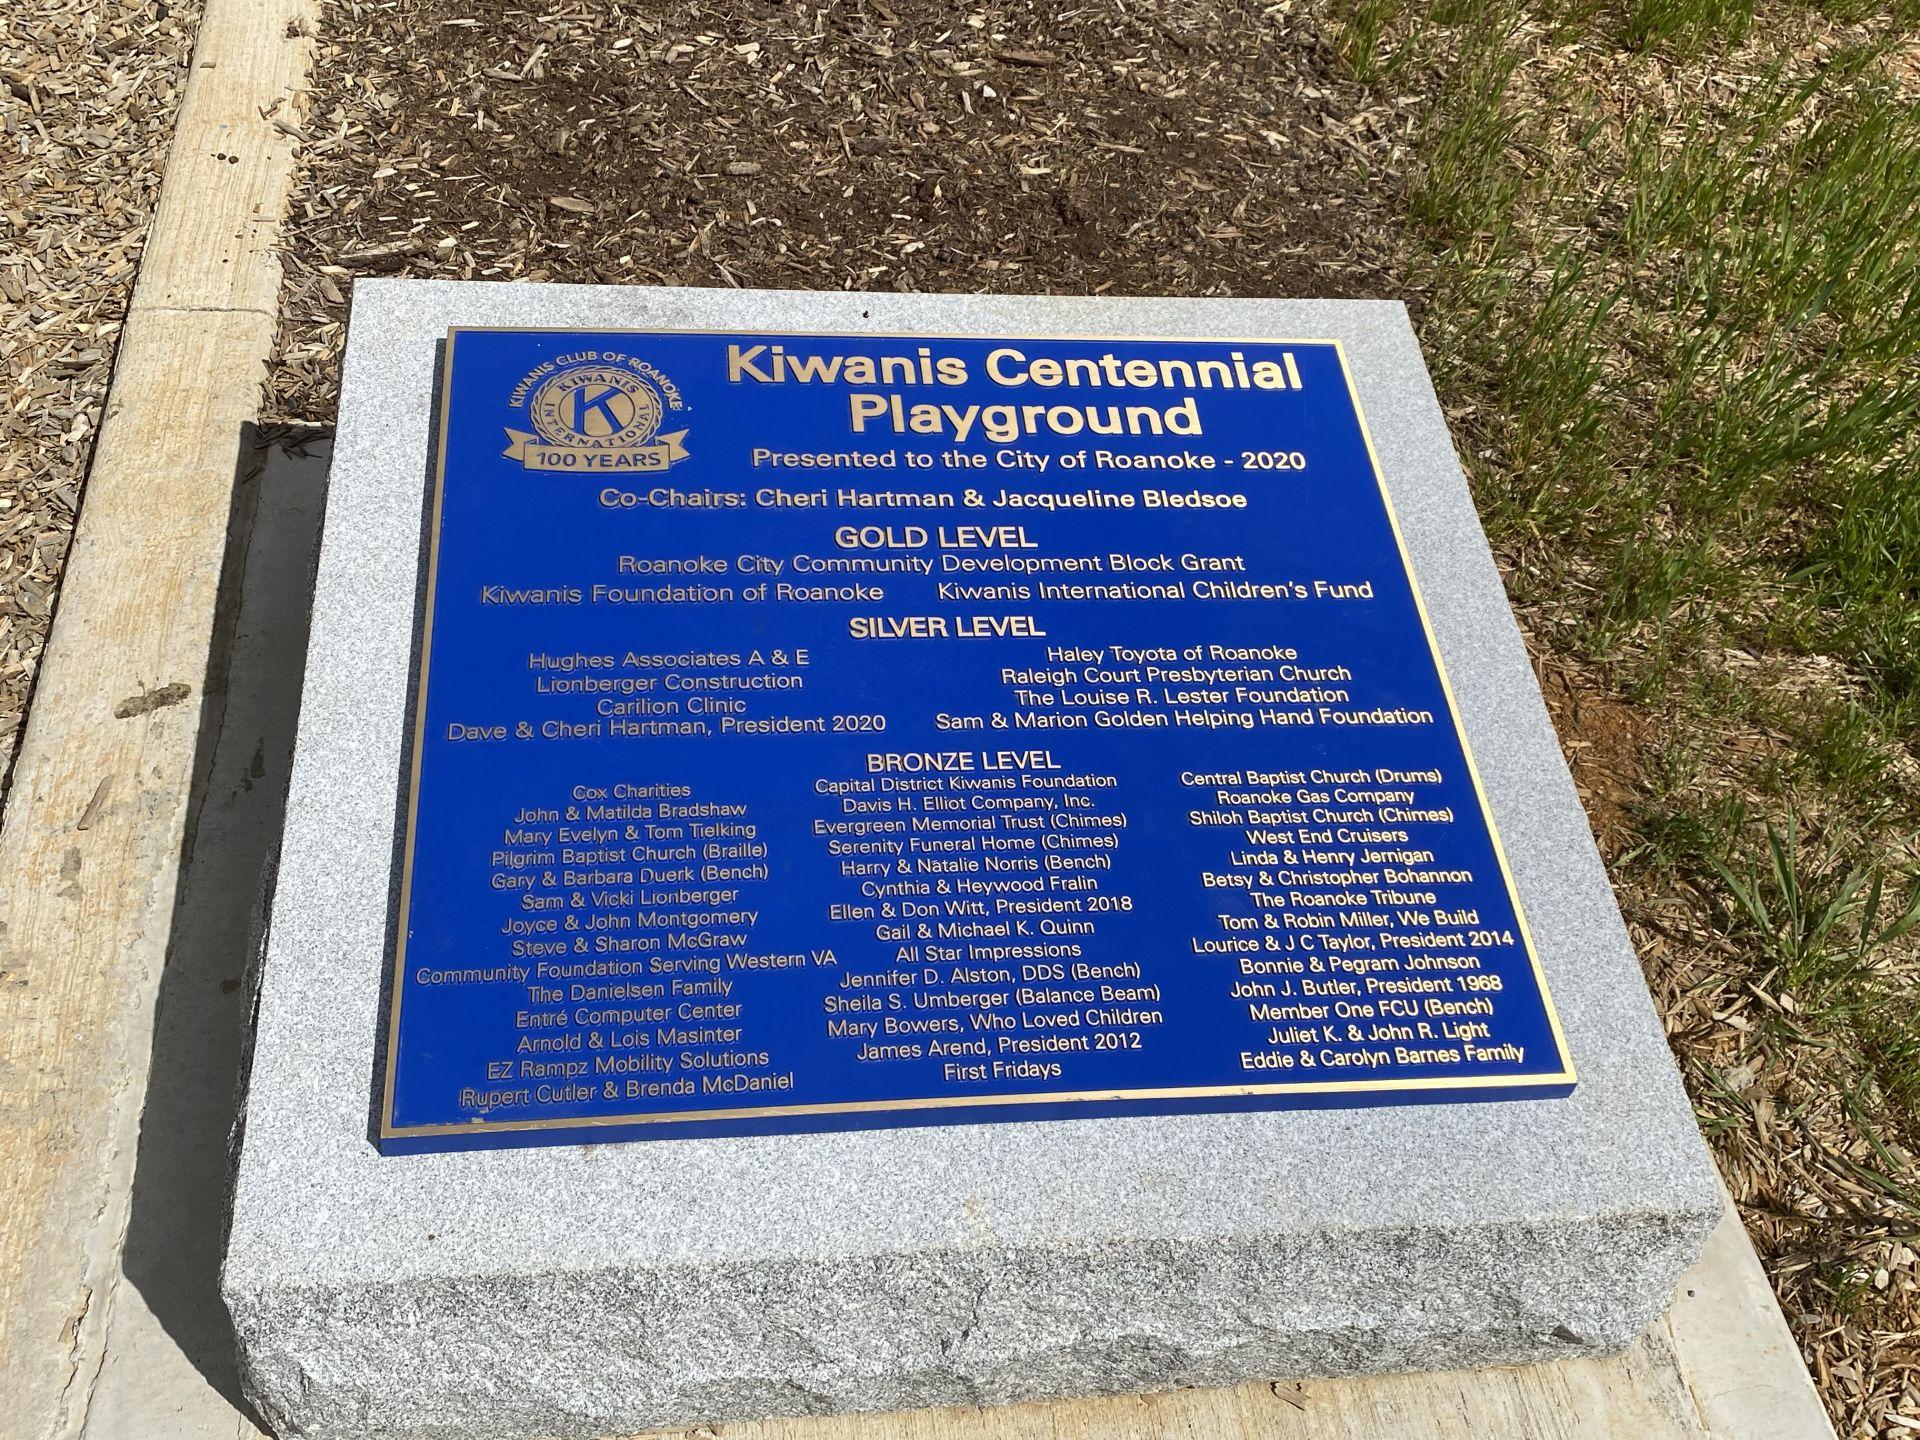 KIWANIS CLUB OF ROANOKE
KIWANIS
K
INTERNATIONAL
100 YEARS
Kiwanis Centennial
Playground
Presented to the City of Roanoke - 2020
Co-Chairs: Cheri Hartman & Jacqueline Bledsoe
GOLD LEVEL
Roanoke City Community Development Block Grant
Kiwanis Foundation of Roanoke Kiwanis International Children's Fund
SILVER LEVEL
Hughes Associates A & E
Lionberger Construction
Carilion Clinic
Dave & Cheri Hartman, President 2020
Haley Toyota of Roanoke
Raleigh Court Presbyterian Church
The Louise R. Lester Foundation
Sam & Marion Golden Helping Hand Foundation
BRONZE LEVEL
Cox Charities
John & Matilda Bradshaw
Mary Evelyn & Tom Tielking
Pilgrim Baptist Church (Braille)
Gary & Barbara Duerk (Bench)
Sam & Vicki Lionberger
Joyce & John Montgomery
Steve & Sharon McGraw
Community Foundation Serving Western VA
The Danielsen Family
Entré Computer Center
Arnold & Lois Masinter
EZ Rampz Mobility Solutions
Rupert Cutler & Brenda McDaniel
Capital District Kiwanis Foundation
Davis H. Elliot Company, Inc.
Evergreen Memorial Trust (Chimes)
Serenity Funeral Home (Chimes)
Harry & Natalie Norris (Bench)
Cynthia & Heywood Fralin
Ellen & Don Witt, President 2018
Gail & Michael K. Quinn
All Star Impressions
Jennifer D. Alston, DDS (Bench)
Sheila S. Umberger (Balance Beam)
Mary Bowers, Who Loved Children
James Arend, President 2012
First Fridays
Central Baptist Church (Drums)
Roanoke Gas Company
Shiloh Baptist Church (Chimes)
West End Cruisers
Linda & Henry Jernigan
Betsy & Christopher Bohannon
The Roanoke Tribune
Tom & Robin Miller, We Build
Lourice & J C Taylor, President 2014
Bonnie & Pegram Johnson
John J. Butler, President 1968
Member One FCU (Bench)
Juliet K. & John R. Light
Eddie & Carolyn Barnes Family